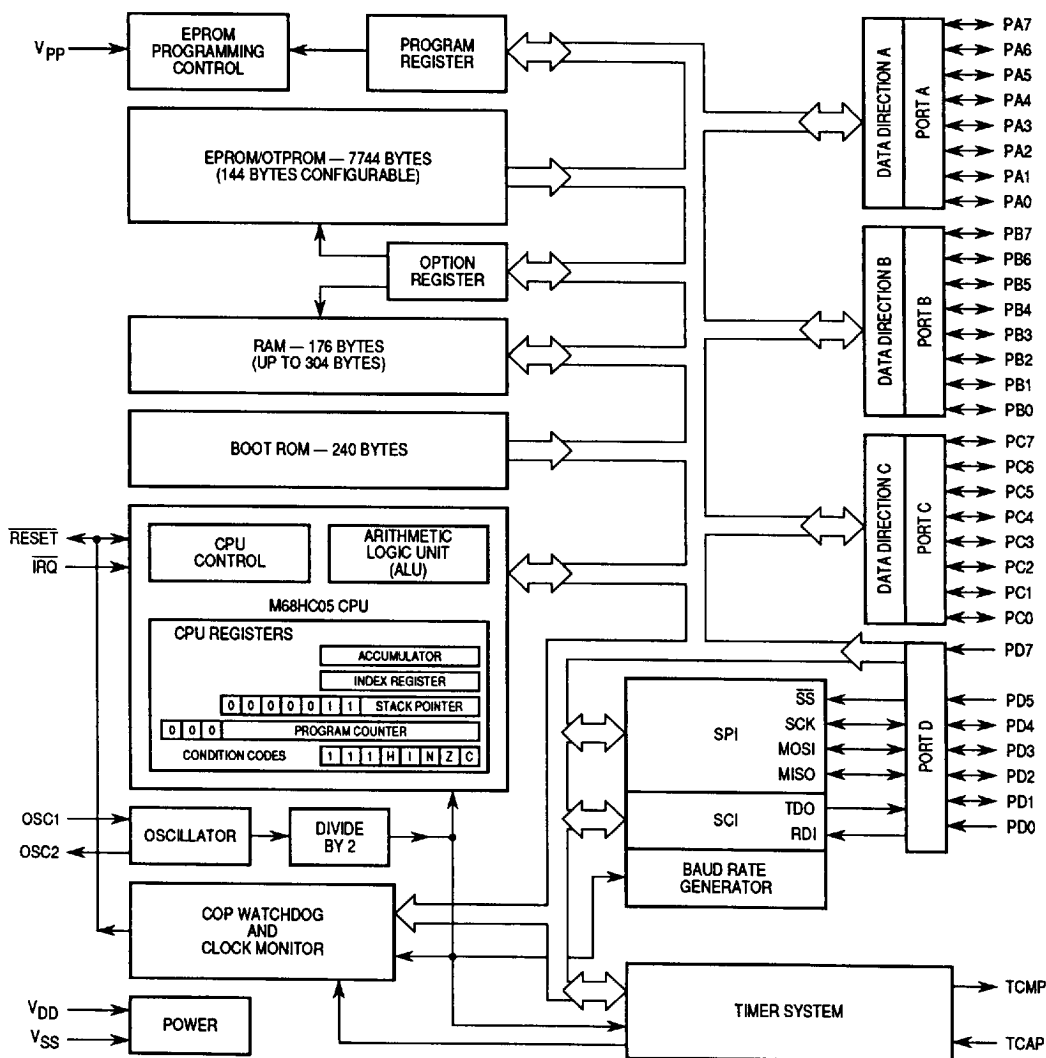 VPP
EPROM
PROGRAMMING
CONTROL
PROGRAM
REGISTER
EPROM/OTPROM — 7744 BYTES
(144 BYTES CONFIGURABLE)
OPTION
REGISTER
RAM — 176 BYTES
(UP TO 304 BYTES)
BOOT ROM — 240 BYTES
RESET
IRQ
CPU
CONTROL
ARITHMETIC
LOGIC UNIT
(ALU)
M68HC05 CPU
CPU REGISTERS
ACCUMULATOR
INDEX REGISTER
0 0 0 0 0 1 1 STACK POINTER
0 0 0 PROGRAM COUNTER
CONDITION CODES 1 1 1 H I N Z C
OSC1
OSC2
OSCILLATOR
DIVIDE
BY 2
COP WATCHDOG
AND
CLOCK MONITOR
VDD
VSS
POWER
DATA DIRECTION A
PORT A
PA7
PA6
PA5
PA4
PA3
PA2
PA1
PA0
DATA DIRECTION B
PORT B
PB7
PB6
PB5
PB4
PB3
PB2
PB1
PB0
DATA DIRECTION C
PORT C
PC7
PC6
PC5
PC4
PC3
PC2
PC1
PC0
SPI
SS
SCK
MOSI
MISO
SCI
TDO
RDI
BAUD RATE
GENERATOR
PORT D
PD7
PD5
PD4
PD3
PD2
PD1
PD0
TIMER SYSTEM
TCMP
TCAP